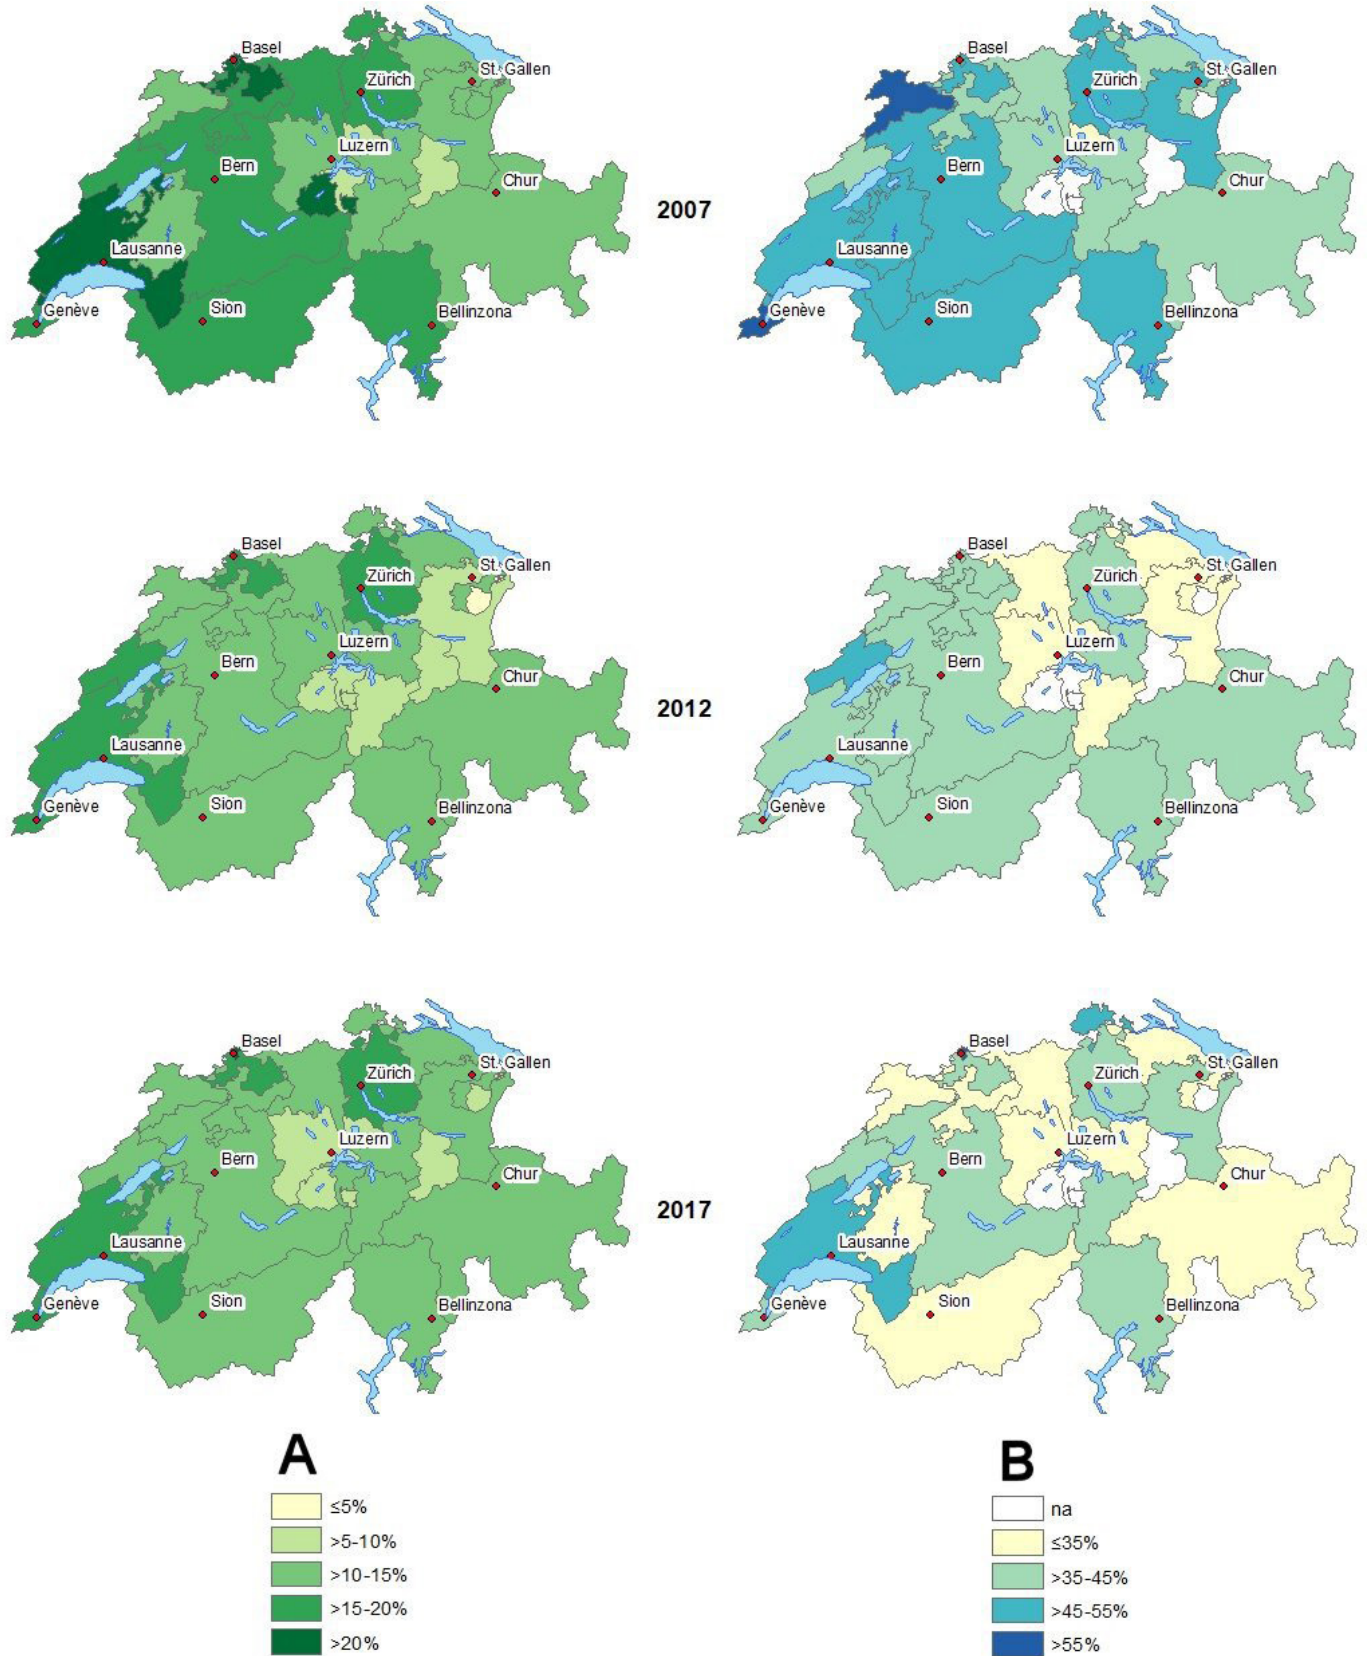 Basel
Zürich
St. Gallen
Luzern
Bern
Chur
Lausanne
Genève
Sion
Bellinzona
Basel
Zürich
St. Gallen
Luzern
Bern
Chur
Lausanne
Genève
Sion
Bellinzona
2007
Basel
Zürich
St. Gallen
Luzern
Bern
Chur
Lausanne
Genève
Sion
Bellinzona
Basel
Zürich
St. Gallen
Luzern
Bern
Chur
Lausanne
Genève
Sion
Bellinzona
2012
Basel
Zürich
St. Gallen
Luzern
Bern
Chur
Lausanne
Genève
Sion
Bellinzona
Basel
Zürich
St. Gallen
Luzern
Bern
Chur
Lausanne
Genève
Sion
Bellinzona
2017
A
≤5%
>5-10%
>10-15%
>15-20%
>20%
B
na
≤35%
>35-45%
>45-55%
>55%